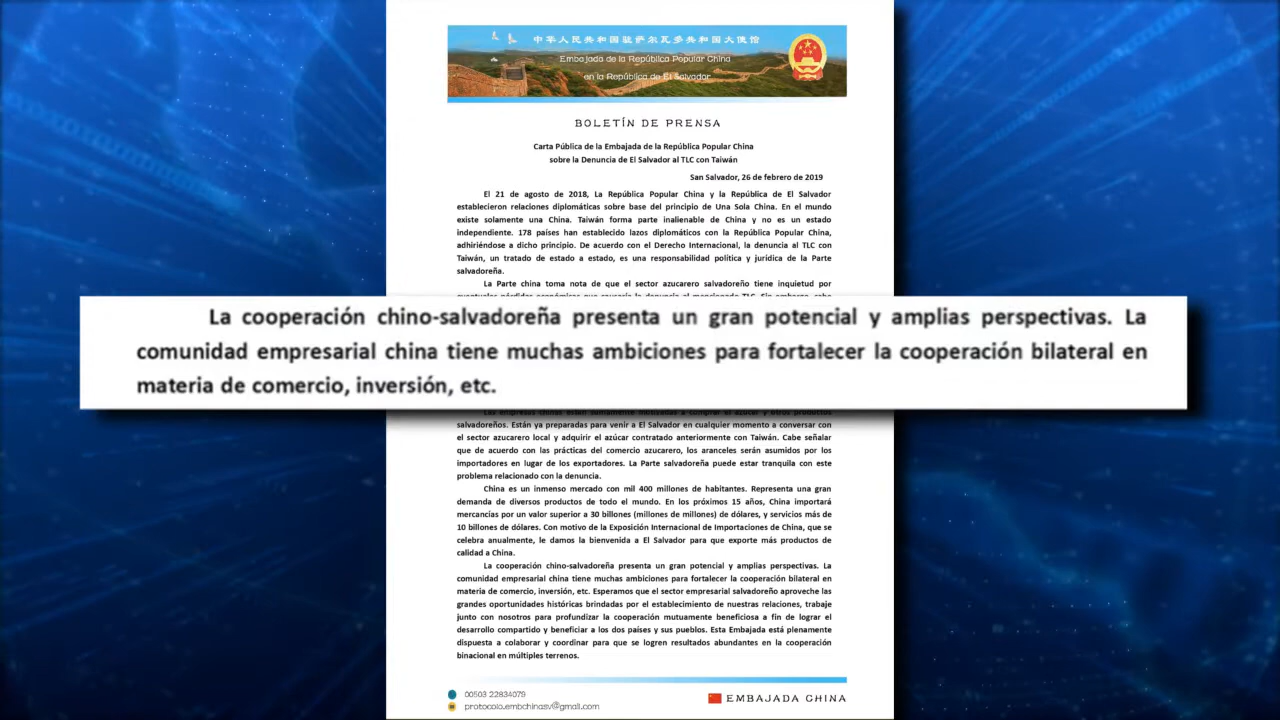 中华人民共和国驻萨尔瓦多共和国大使馆
Embajada de la República Popular China
en la República de El Salvador
BOLETÍN DE PRENSA
Carta Pública de la Embajada de la República Popular China
sobre la Denuncia de El Salvador al TLC con Taiwán
San Salvador, 26 de febrero de 2019
El 21 de agosto de 2018, La República Popular China y la República de El Salvador
establecieron relaciones diplomáticas sobre base del principio de Una Sola China. En el mundo
existe solamente una China. Taiwán forma parte inalienable de China y no es un estado
independiente. 178 países han establecido lazos diplomáticos con la República Popular China,
adhiriéndose a dicho principio. De acuerdo con el Derecho Internacional, la denuncia al TLC con
Taiwán, un tratado de estado a estado, es una responsabilidad política y jurídica de la Parte
salvadoreña.
La Parte china toma nota de que el sector azucarero salvadoreño tiene inquietud por
La cooperación chino-salvadoreña presenta un gran potencial y amplias perspectivas. La
comunidad empresarial china tiene muchas ambiciones para fortalecer la cooperación bilateral en
materia de comercio, inversión, etc.
Las empresas chinas están sumamente motivadas a comprar el azúcar y otros productos
salvadoreños. Están ya preparadas para venir a El Salvador en cualquier momento a conversar con
el sector azucarero local y adquirir el azúcar contratado anteriormente con Taiwán. Cabe señalar
que de acuerdo con las prácticas del comercio azucarero, los aranceles serán asumidos por los
importadores en lugar de los exportadores. La Parte salvadoreña puede estar tranquila con este
problema relacionado con la denuncia.
China es un inmenso mercado con mil 400 millones de habitantes. Representa una gran
demanda de diversos productos de todo el mundo. En los próximos 15 años, China importará
mercancías por un valor superior a 30 billones (millones de millones) de dólares, y servicios más de
10 billones de dólares. Con motivo de la Exposición Internacional de Importaciones de China, que se
celebra anualmente, le damos la bienvenida a El Salvador para que exporte más productos de
calidad a China.
La cooperación chino-salvadoreña presenta un gran potencial y amplias perspectivas. La
comunidad empresarial china tiene muchas ambiciones para fortalecer la cooperación bilateral en
materia de comercio, inversión, etc. Esperamos que el sector empresarial salvadoreño aproveche las
grandes oportunidades históricas brindadas por el establecimiento de nuestras relaciones, trabaje
junto con nosotros para profundizar la cooperación mutuamente beneficiosa a fin de lograr el
desarrollo compartido y beneficiar a los dos países y sus pueblos. Esta Embajada está plenamente
dispuesta a colaborar y coordinar para que se logren resultados abundantes en la cooperación
binacional en múltiples terrenos.
00503 22834079
protocolo.embchinasv@gmail.com
EMBAJADA CHINA